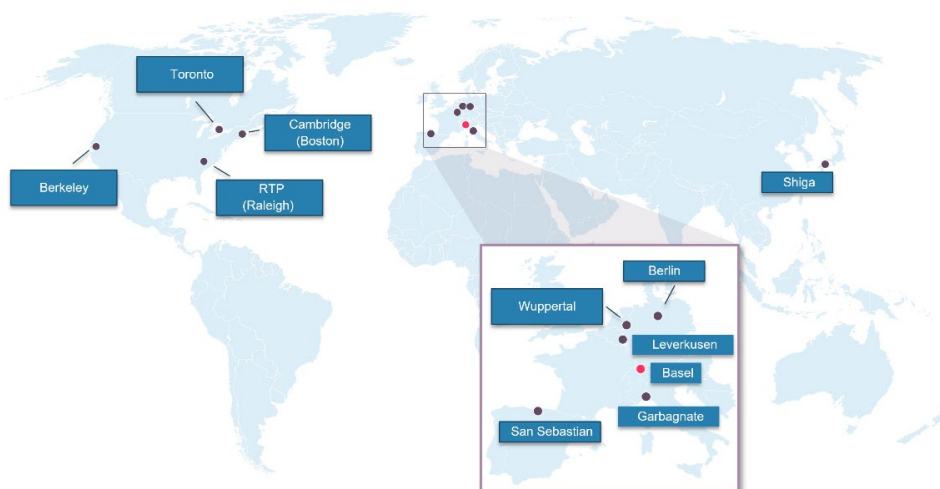 Toronto
Cambridge
(Boston)
Berkeley
RTP
(Raleigh)
Shiga
Berlin
Wuppertal
Leverkusen
Basel
Garbagnate
San Sebastian